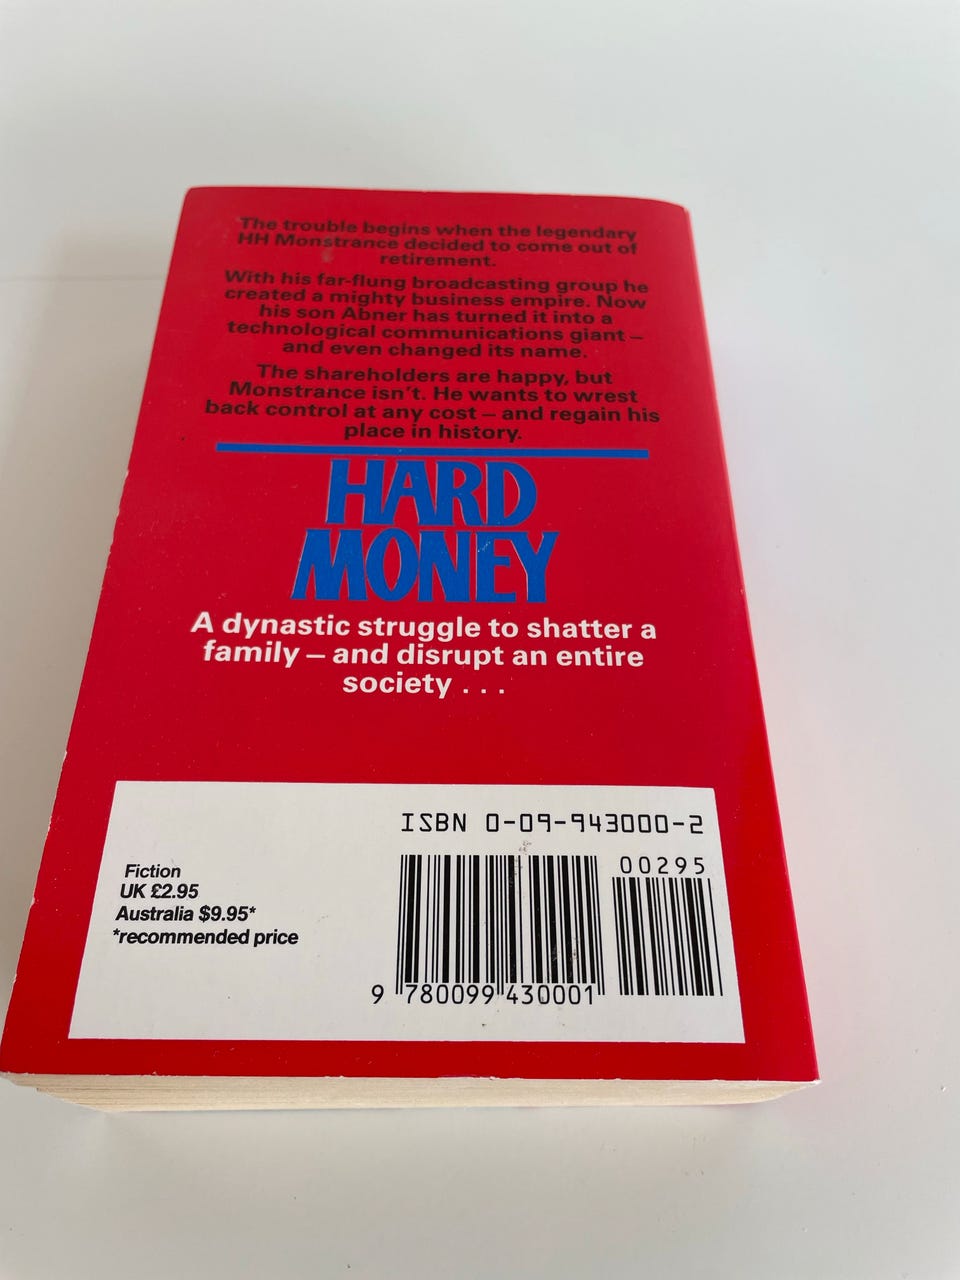 The trouble begins when the legendary
HH Monstrance decided to come out of
retirement.
With his far-flung broadcasting group he
created a mighty business empire. Now
his son Abner has turned it into a
technological communications giant –
and even changed its name.
The shareholders are happy, but
Monstrance isn't. He wants to wrest
back control at any cost – and regain his
place in history.
HARD
MONEY
A dynastic struggle to shatter a
family – and disrupt an entire
society . . .
ISBN 0-09-943000-2
00295
Fiction
UK £2.95
Australia $9.95*
*recommended price
9 780099 430001